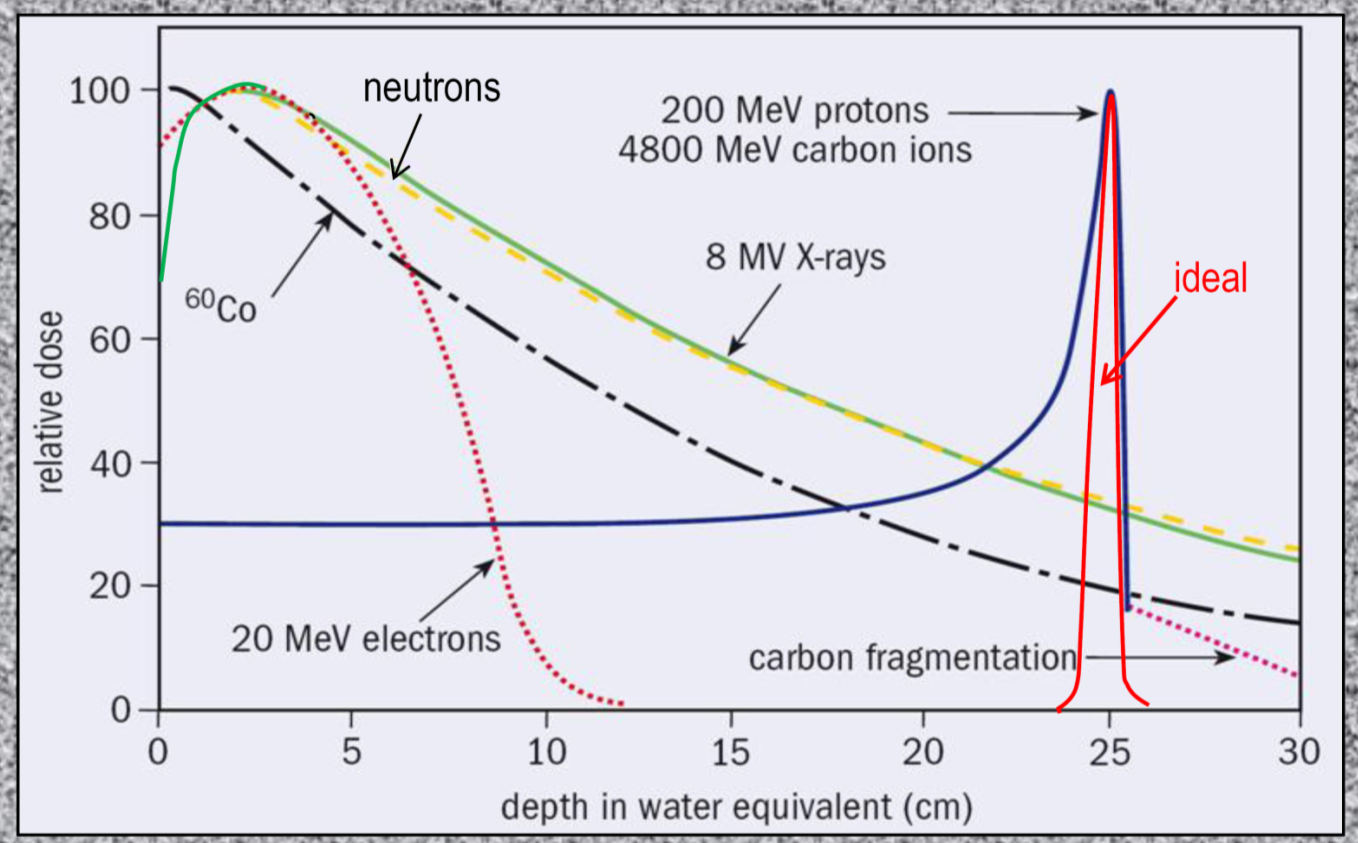 neutrons
200 MeV protons
4800 MeV carbon ions
8 MV X-rays
ideal
⁶⁰Co
20 MeV electrons
carbon fragmentation
relative dose
100
80
60
40
20
0
0 5 10 15 20 25 30
depth in water equivalent (cm)